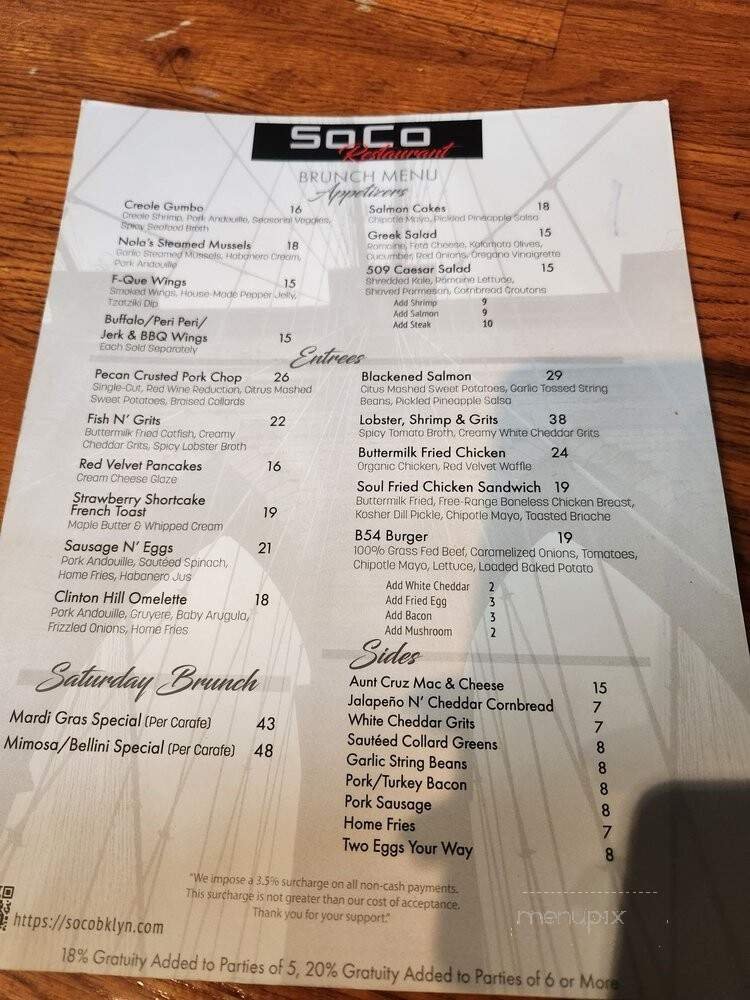 SoCo
Restaurant
BRUNCH MENU
Appetizers
Creole Gumbo 16
Creole Shrimp, Pork Andouille, Seasonal Veggies,
Spicy Seafood Broth
Nola's Steamed Mussels 18
Garlic Steamed Mussels, Habanero Cream,
Pork Andouille
F-Que Wings 15
Smoked Wings, House-Made Pepper Jelly,
Tzatziki Dip
Buffalo/Peri Peri/
Jerk & BBQ Wings 15
Each Sold Separately
Salmon Cakes 18
Chipotle Mayo, Pickled Pineapple Salsa
Greek Salad 15
Romaine, Feta Cheese, Kalamata Olives,
Cucumber, Red Onions, Oregano Vinaigrette
509 Caesar Salad 15
Shredded Kale, Romaine Lettuce,
Shaved Parmesan, Cornbread Croutons
Add Shrimp 9
Add Salmon 9
Add Steak 10
Entrees
Pecan Crusted Pork Chop 26
Single-Cut, Red Wine Reduction, Citrus Mashed
Sweet Potatoes, Braised Collards
Fish N' Grits 22
Buttermilk Fried Catfish, Creamy
Cheddar Grits, Spicy Lobster Broth
Red Velvet Pancakes 16
Cream Cheese Glaze
Strawberry Shortcake
French Toast 19
Maple Butter & Whipped Cream
Sausage N' Eggs 21
Pork Andouille, Sautéed Spinach,
Home Fries, Habanero Jus
Clinton Hill Omelette 18
Pork Andouille, Gruyere, Baby Arugula,
Frizzled Onions, Home Fries
Blackened Salmon 29
Citus Mashed Sweet Potatoes, Garlic Tossed String
Beans, Pickled Pineapple Salsa
Lobster, Shrimp & Grits 38
Spicy Tomato Broth, Creamy White Cheddar Grits
Buttermilk Fried Chicken 24
Organic Chicken, Red Velvet Waffle
Soul Fried Chicken Sandwich 19
Buttermilk Fried, Free-Range Boneless Chicken Breast,
Kosher Dill Pickle, Chipotle Mayo, Toasted Brioche
B54 Burger 19
100% Grass Fed Beef, Caramelized Onions, Tomatoes,
Chipotle Mayo, Lettuce, Loaded Baked Potato
Add White Cheddar 2
Add Fried Egg 3
Add Bacon 3
Add Mushroom 2
Saturday Brunch
Mardi Gras Special (Per Carafe) 43
Mimosa/Bellini Special (Per Carafe) 48
Sides
Aunt Cruz Mac & Cheese 15
Jalapeño N' Cheddar Cornbread 7
White Cheddar Grits 7
Sautéed Collard Greens 8
Garlic String Beans 8
Pork/Turkey Bacon 8
Pork Sausage 8
Home Fries 7
Two Eggs Your Way 8
"We impose a 3.5% surcharge on all non-cash payments.
This surcharge is not greater than our cost of acceptance.
Thank you for your support."
https://socobklyn.com
18% Gratuity Added to Parties of 5, 20% Gratuity Added to Parties of 6 or More
menupix